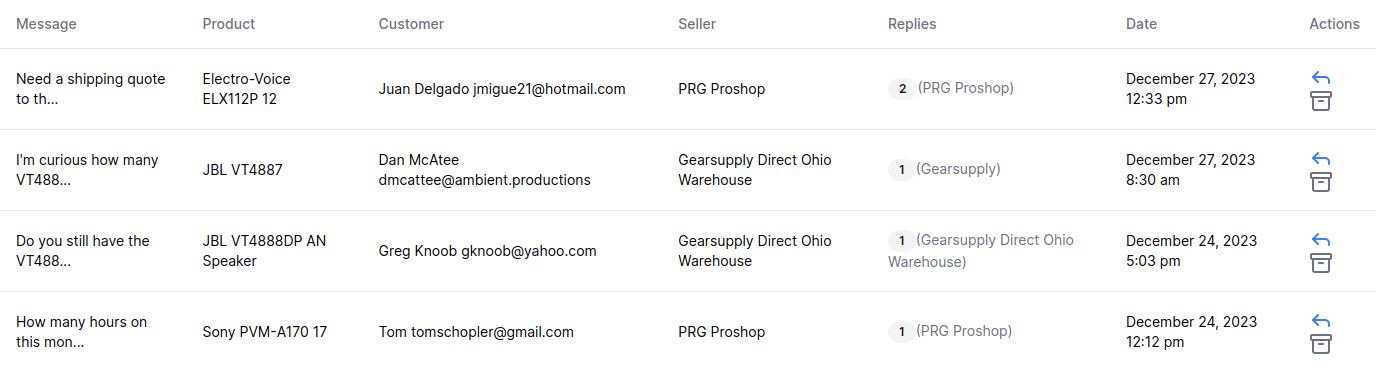 Message Product Customer Seller Replies Date Actions
Need a shipping quote
to th...
Electro-Voice
ELX112P 12
Juan Delgado jmigue21@hotmail.com
PRG Proshop
2 (PRG Proshop)
December 27, 2023
12:33 pm
I'm curious how many
VT488...
JBL VT4887
Dan McAtee
dmcattee@ambient.productions
Gearsupply Direct Ohio
Warehouse
1 (Gearsupply)
December 27, 2023
8:30 am
Do you still have the
VT488...
JBL VT4888DP AN
Speaker
Greg Knoob gknoob@yahoo.com
Gearsupply Direct Ohio
Warehouse
1 (Gearsupply Direct Ohio
Warehouse)
December 24, 2023
5:03 pm
How many hours on
this mon...
Sony PVM-A170 17
Tom tomschopler@gmail.com
PRG Proshop
1 (PRG Proshop)
December 24, 2023
12:12 pm